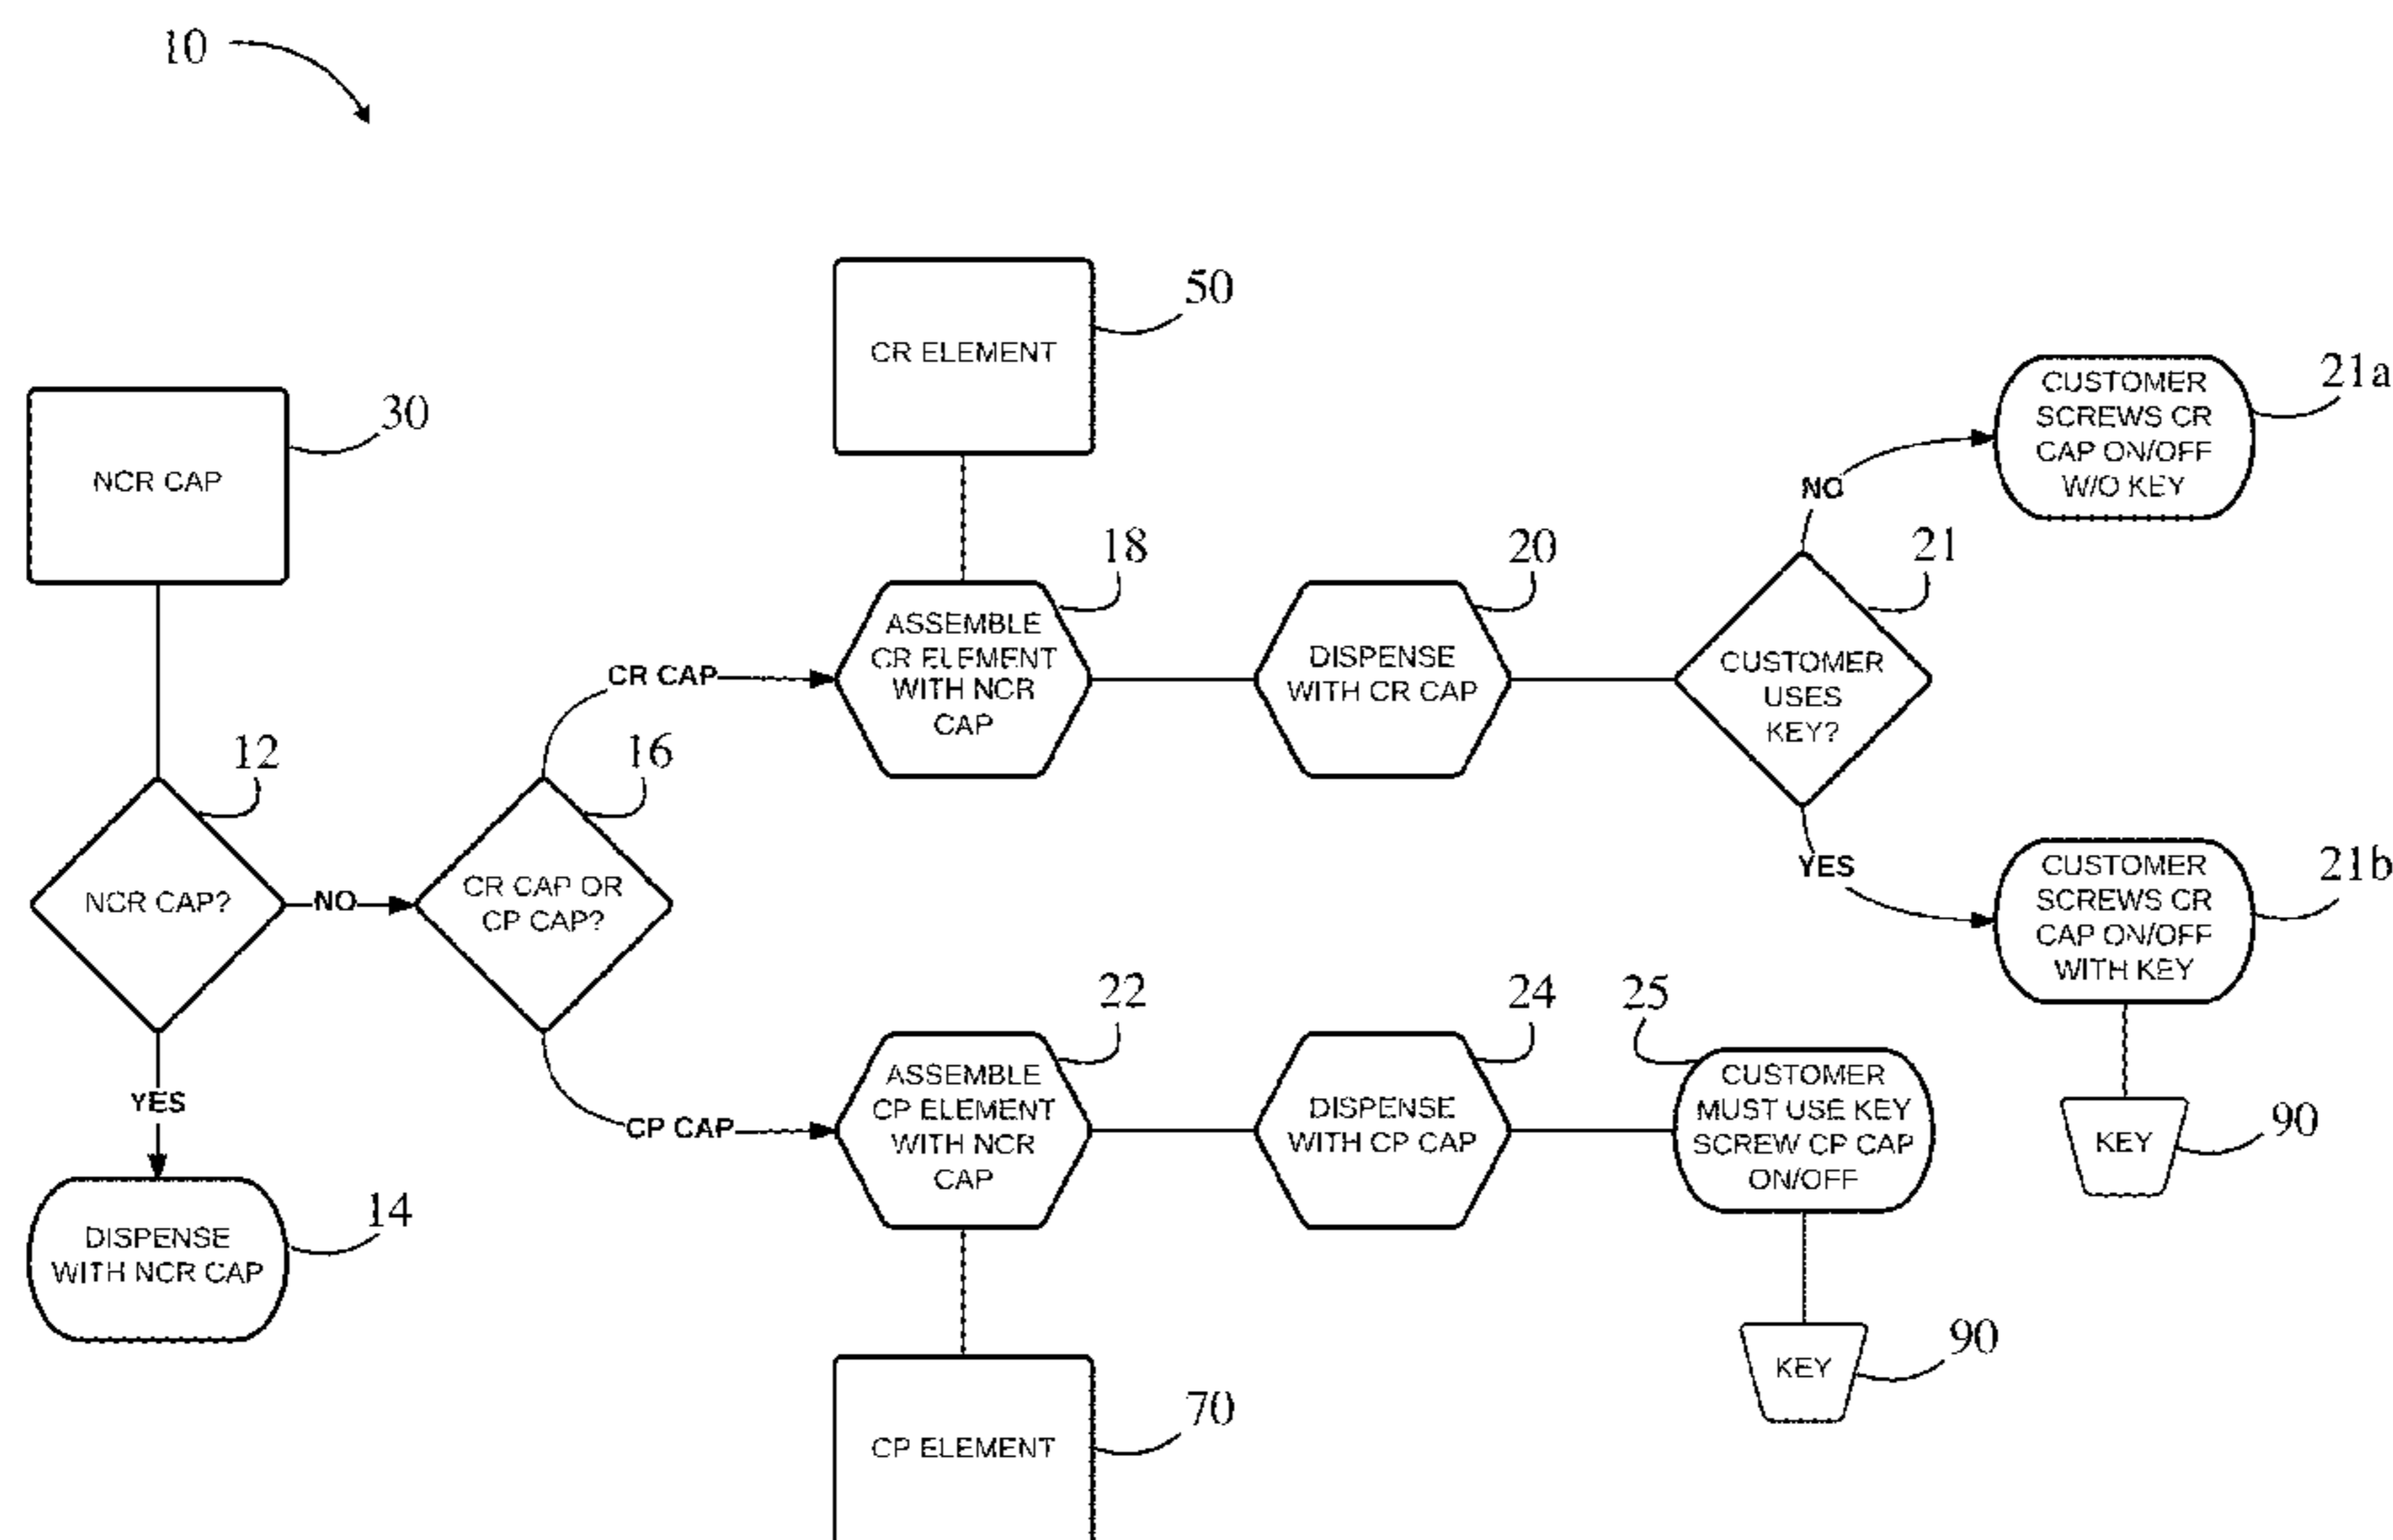 10
CR ELEMENT
50
NCR CAP
30
CUSTOMER
SCREWS CR
CAP ON/OFF
W/O KEY
21a
NO
ASSEMBLE
CR ELEMENT
WITH NCR
CAP
18
DISPENSE
WITH CR CAP
20
CUSTOMER
USES
KEY?
21
CR CAP
NCR CAP?
12
NO
CR CAP OR
CP CAP?
16
YES
CUSTOMER
SCREWS CR
CAP ON/OFF
WITH KEY
21b
KEY
90
YES
DISPENSE
WITH NCR CAP
14
CP CAP
ASSEMBLE
CP ELEMENT
WITH NCR
CAP
22
DISPENSE
WITH CP CAP
24
25
CUSTOMER
MUST USE KEY
SCREW CP CAP
ON/OFF
KEY
90
CP ELEMENT
70